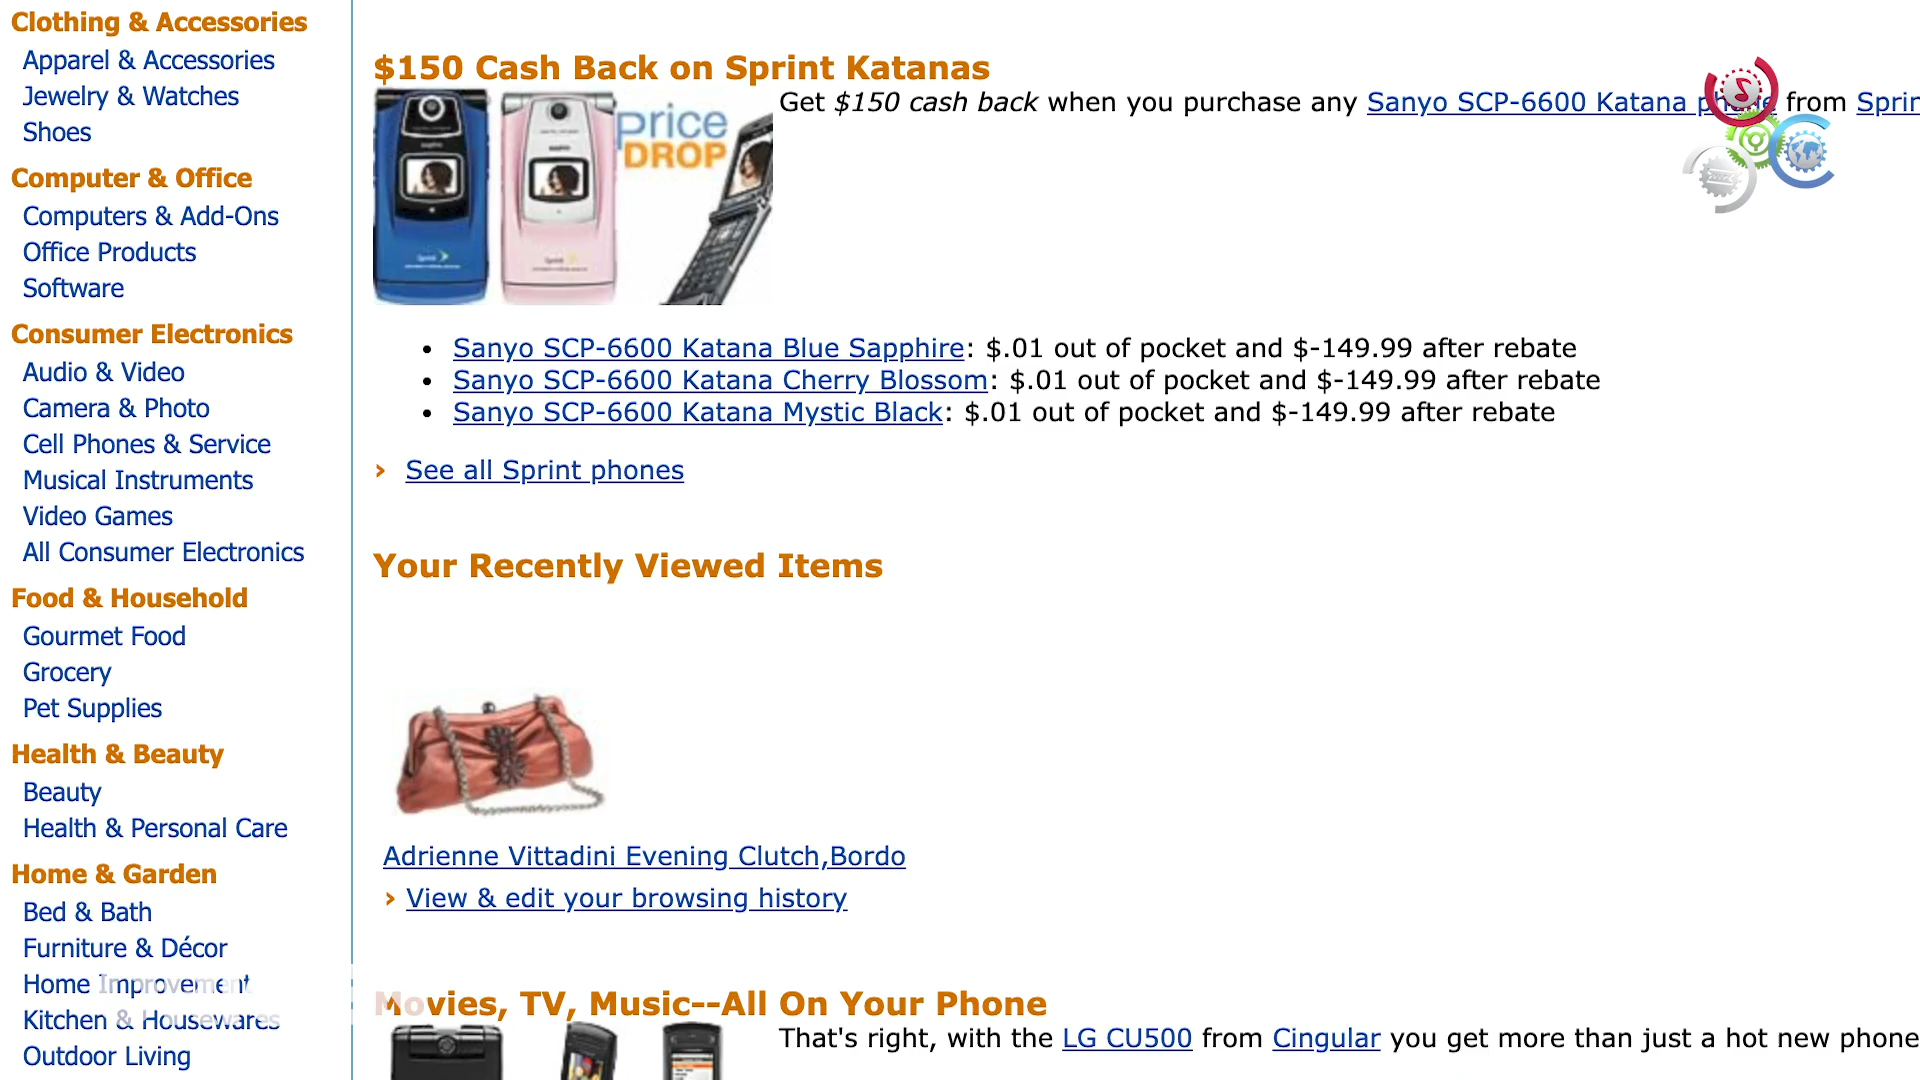 Clothing & Accessories
Apparel & Accessories
Jewelry & Watches
Shoes
Computer & Office
Computers & Add-Ons
Office Products
Software
Consumer Electronics
Audio & Video
Camera & Photo
Cell Phones & Service
Musical Instruments
Video Games
All Consumer Electronics
Food & Household
Gourmet Food
Grocery
Pet Supplies
Health & Beauty
Beauty
Health & Personal Care
Home & Garden
Bed & Bath
Furniture & Décor
Home Improvement
Kitchen & Housewares
Outdoor Living
$150 Cash Back on Sprint Katanas
price
DROP
Get $150 cash back when you purchase any Sanyo SCP-6600 Katana phone from Sprin
Sanyo SCP-6600 Katana Blue Sapphire: $.01 out of pocket and $-149.99 after rebate
Sanyo SCP-6600 Katana Cherry Blossom: $.01 out of pocket and $-149.99 after rebate
Sanyo SCP-6600 Katana Mystic Black: $.01 out of pocket and $-149.99 after rebate
› See all Sprint phones
Your Recently Viewed Items
Adrienne Vittadini Evening Clutch,Bordo
› View & edit your browsing history
Movies, TV, Music--All On Your Phone
That's right, with the LG CU500 from Cingular you get more than just a hot new phone